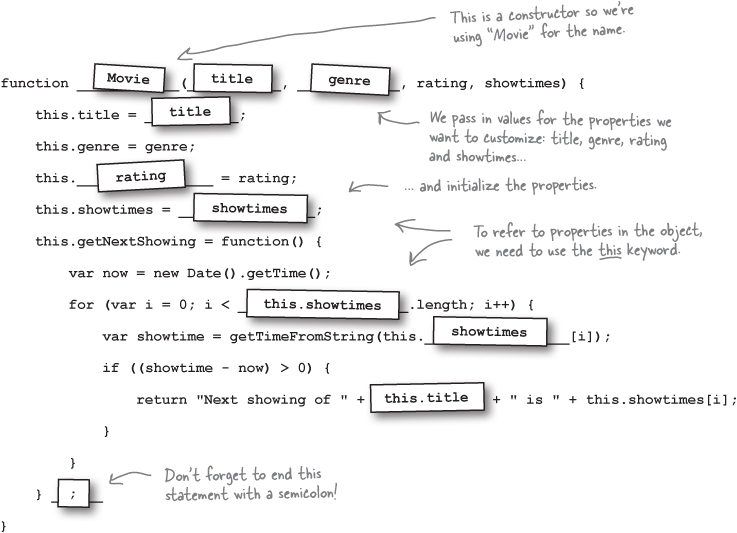 This is a constructor so we're
using "Movie" for the name.
function Movie (title, genre, rating, showtimes) {
this.title = title;
We pass in values for the properties we
want to customize: title, genre, rating
and showtimes...
this.genre = genre;
this.rating = rating;
... and initialize the properties.
this.showtimes = showtimes;
this.getNextShowing = function() {
To refer to properties in the object,
we need to use the this keyword.
var now = new Date().getTime();
for (var i = 0; i < this.showtimes.length; i++) {
var showtime = getTimeFromString(this.showtimes[i]);
if ((showtime - now) > 0) {
return "Next showing of " + this.title + " is " + this.showtimes[i];
}
}
Don't forget to end this
statement with a semicolon!
} ;
}